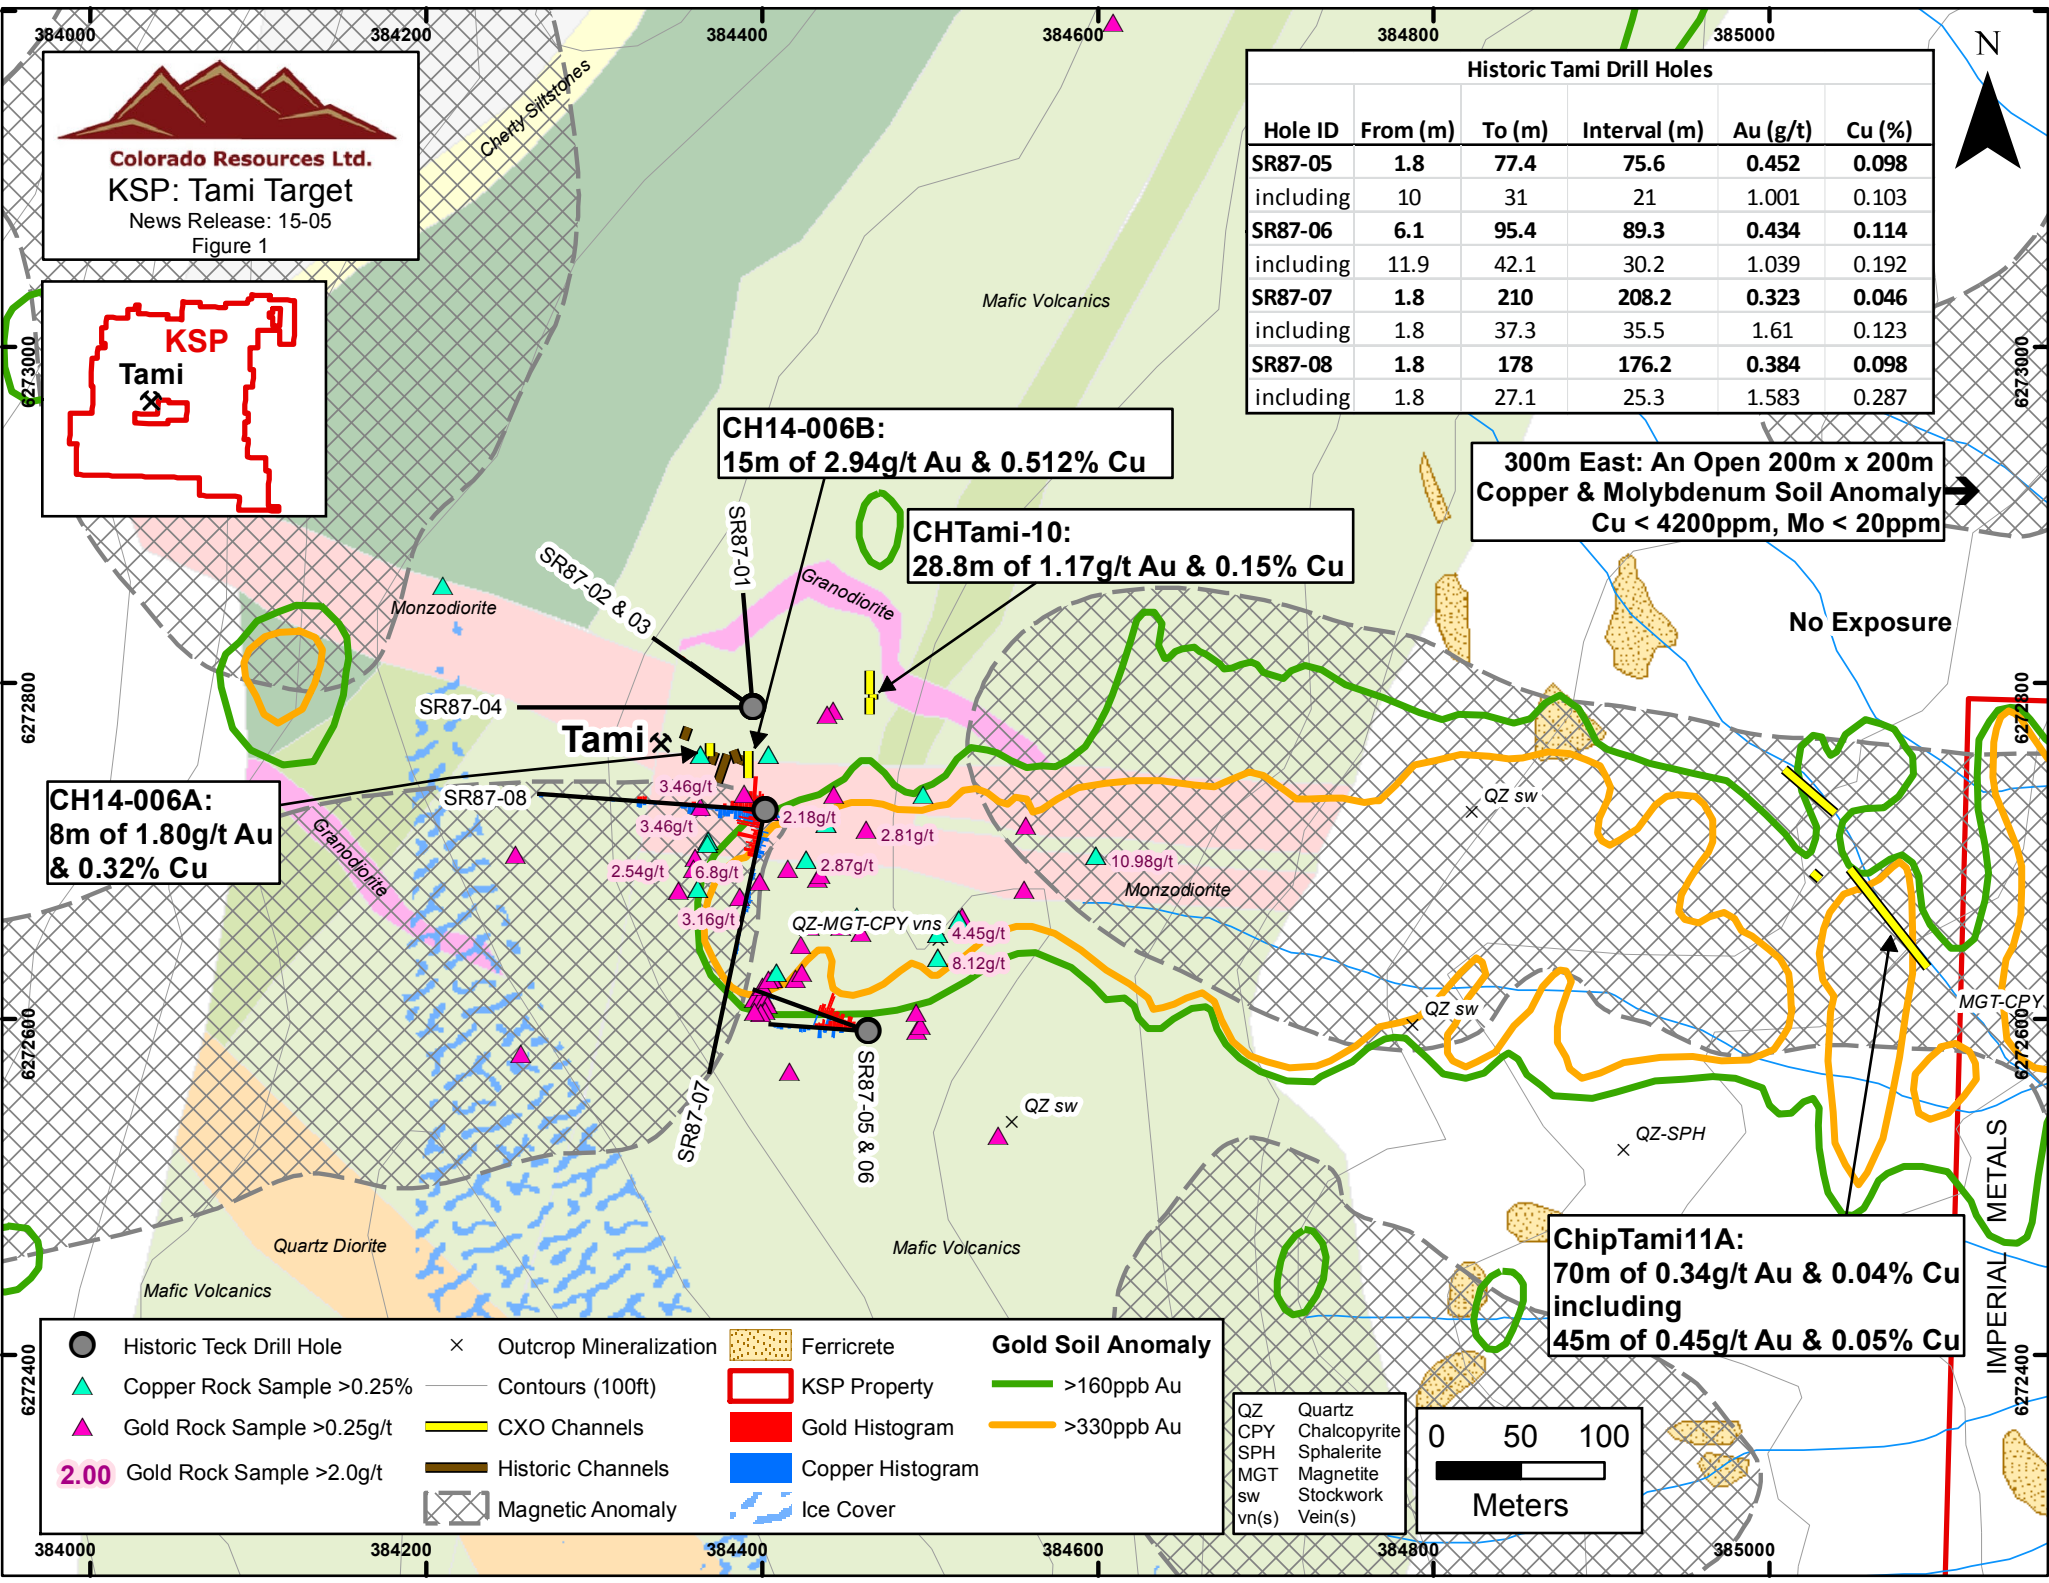 384000
384200
384400
384600
384800
385000
N
Colorado Resources Ltd.
KSP: Tami Target
News Release: 15-05
Figure 1
Cherty Siltstones
Historic Tami Drill Holes
Hole ID From (m) To (m) Interval (m) Au (g/t) Cu (%)
SR87-05 1.8 77.4 75.6 0.452 0.098
including 10 31 21 1.001 0.103
SR87-06 6.1 95.4 89.3 0.434 0.114
including 11.9 42.1 30.2 1.039 0.192
SR87-07 1.8 210 208.2 0.323 0.046
including 1.8 37.3 35.5 1.61 0.123
SR87-08 1.8 178 176.2 0.384 0.098
including 1.8 27.1 25.3 1.583 0.287
KSP
Tami
6273000
6273000
Mafic Volcanics
CH14-006B:
15m of 2.94g/t Au & 0.512% Cu
300m East: An Open 200m x 200m
Copper & Molybdenum Soil Anomaly
Cu < 4200ppm, Mo < 20ppm
CHTami-10:
28.8m of 1.17g/t Au & 0.15% Cu
SR87-01
SR87-02 & 03
Granodiorite
Monzodiorite
No Exposure
SR87-04
6272800
6272800
Tami
CH14-006A:
8m of 1.80g/t Au
& 0.32% Cu
SR87-08
3.46g/t
3.46g/t
2.18g/t
2.81g/t
QZ sw
Granodiorite
2.54g/t
6.8g/t
2.87g/t
10.98g/t
Monzodiorite
3.16g/t
QZ-MGT-CPY vns
4.45g/t
8.12g/t
QZ sw
MGT-CPY
6272600
6272600
SR87-07
SR87-05 & 06
QZ sw
QZ-SPH
IMPERIAL METALS
Quartz Diorite
Mafic Volcanics
Mafic Volcanics
ChipTami11A:
70m of 0.34g/t Au & 0.04% Cu
including
45m of 0.45g/t Au & 0.05% Cu
6272400
6272400
Historic Teck Drill Hole
Copper Rock Sample >0.25%
Gold Rock Sample >0.25g/t
2.00 Gold Rock Sample >2.0g/t
Outcrop Mineralization
Contours (100ft)
CXO Channels
Historic Channels
Magnetic Anomaly
Ferricrete
KSP Property
Gold Histogram
Copper Histogram
Ice Cover
Gold Soil Anomaly
>160ppb Au
>330ppb Au
QZ Quartz
CPY Chalcopyrite
SPH Sphalerite
MGT Magnetite
sw Stockwork
vn(s) Vein(s)
0 50 100
Meters
384000
384200
384400
384600
384800
385000